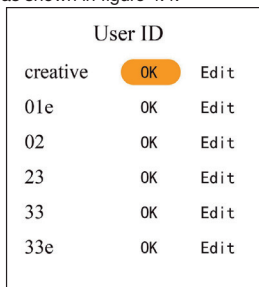 as shown in figure 4.4.
User ID
creative OK Edit
01e OK Edit
02 OK Edit
23 OK Edit
33 OK Edit
33e OK Edit